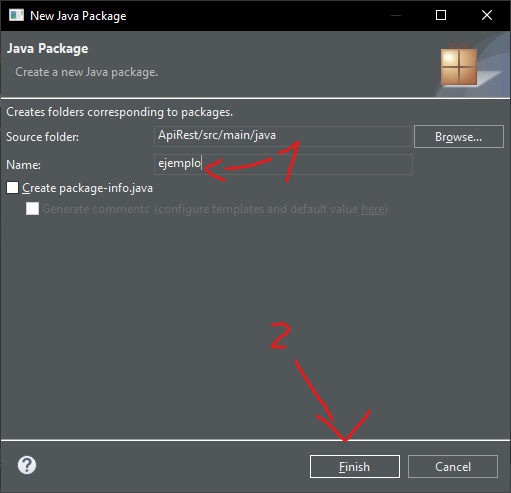 New Java Package
Java Package
Create a new Java package.
Creates folders corresponding to packages.
Source folder: ApiRest/src/main/java Browse...
1
Name: ejemplo
Create package-info.java
Generate comments (configure templates and default value here)
2
Finish Cancel